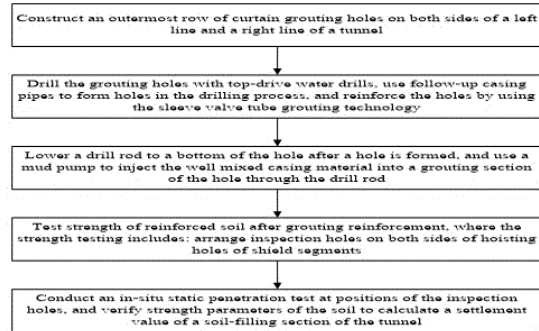 Construct an outermost row of curtain grouting holes on both sides of a left
line and a right line of a tunnel
Drill the grouting holes with top-drive water drills, use follow-up casing
pipes to form holes in the drilling process, and reinforce the holes by using
the sleeve valve tube grouting technology
Lower a drill rod to a bottom of the hole after a hole is formed, and use a
mud pump to inject the well mixed casing material into a grouting section
of the hole through the drill rod
Test strength of reinforced soil after grouting reinforcement, where the
strength testing includes: arrange inspection holes on both sides of hoisting
holes of shield segments
Conduct an in-situ static penetration test at positions of the inspection
holes, and verify strength parameters of the soil to calculate a settlement
value of a soil-filling section of the tunnel